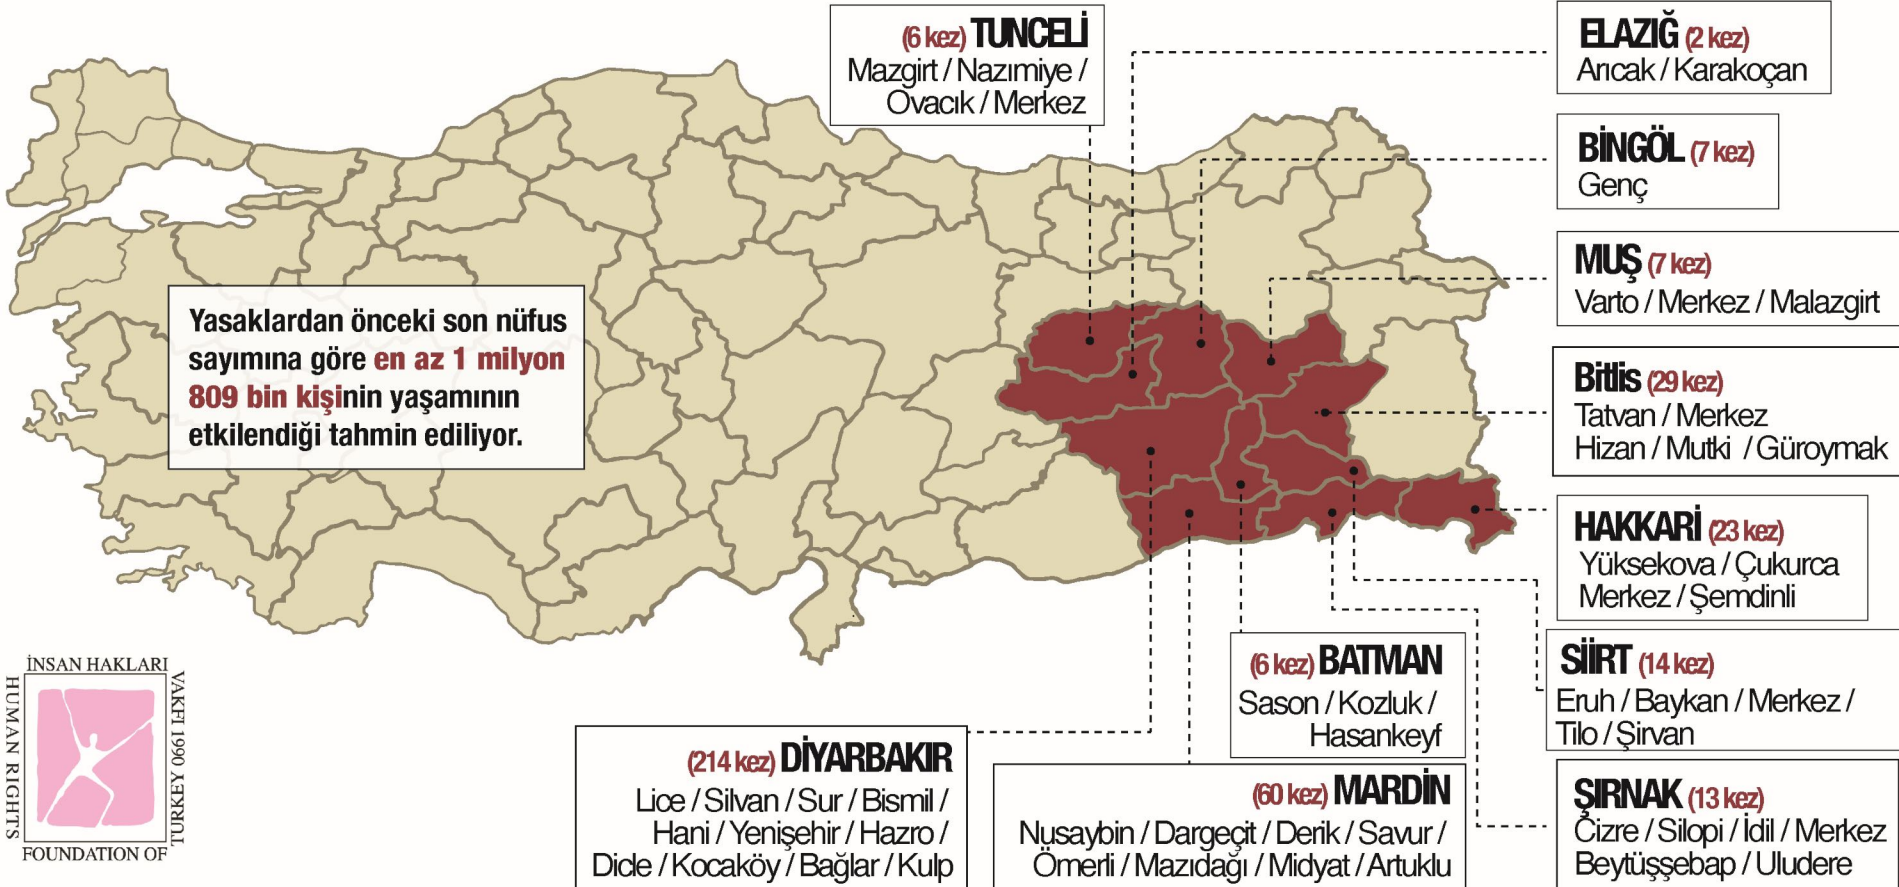 (6 kez) TUNCELİ
Mazgirt / Nazımiye /
Ovacık / Merkez
ELAZIĞ (2 kez)
Arıcak / Karakoçan
BİNGÖL (7 kez)
Genç
MUŞ (7 kez)
Varto / Merkez / Malazgirt
Bitlis (29 kez)
Tatvan / Merkez
Hizan / Mutki / Güroymak
HAKKARİ (23 kez)
Yüksekova / Çukurca
Merkez / Şemdinli
SİİRT (14 kez)
Eruh / Baykan / Merkez /
Tilo / Şirvan
ŞIRNAK (13 kez)
Cizre / Silopi / İdil / Merkez
Beytüşşebap / Uludere
(6 kez) BATMAN
Sason / Kozluk /
Hasankeyf
(60 kez) MARDİN
Nusaybin / Dargeçit / Derik / Savur /
Ömerli / Mazıdağı / Midyat / Artuklu
(214 kez) DİYARBAKIR
Lice / Silvan / Sur / Bismil /
Hani / Yenişehir / Hazro /
Dicle / Kocaköy / Bağlar / Kulp
Yasaklardan önceki son nüfus
sayımına göre en az 1 milyon
809 bin kişinin yaşamının
etkilendiği tahmin ediliyor.
İNSAN HAKLARI
VAKFI 1990 TURKEY
HUMAN RIGHTS
FOUNDATION OF